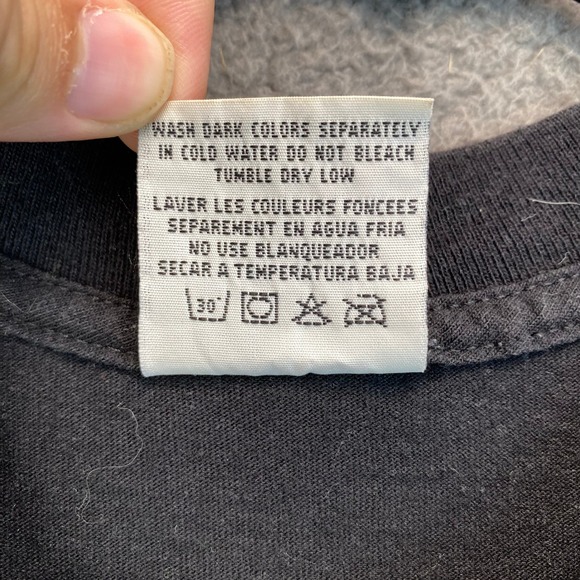 WASH DARK COLORS SEPARATELY
IN COLD WATER DO NOT BLEACH
TUMBLE DRY LOW
LAVER LES COULEURS FONCEES
SEPAREMENT EN AGUA FRIA
NO USE BLANQUEADOR
SECAR A TEMPERATURA BAJA
30°